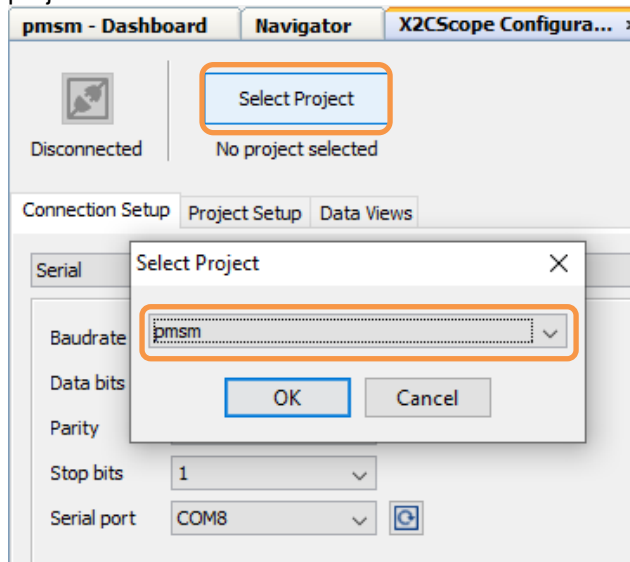 pmsm - Dashboard Navigator X2CScope Configura...
Select Project
Disconnected No project selected
Connection Setup Project Setup Data Views
Serial
Select Project
Baudrate
pmsm
Data bits
OK Cancel
Parity
Stop bits 1
Serial port COM8